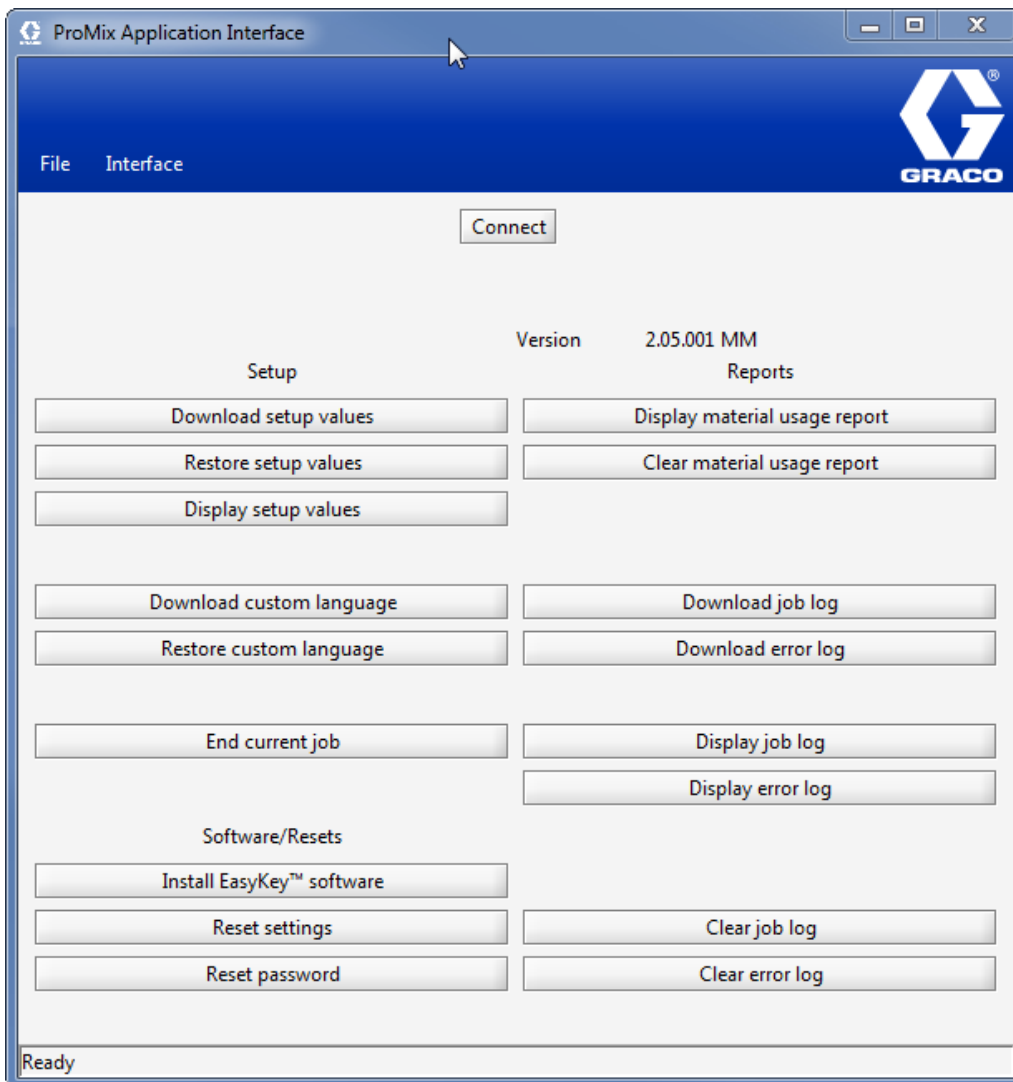 ProMix Application Interface
®
GRACO
File Interface
Connect
Version 2.05.001 MM
Setup Reports
Download setup values Display material usage report
Restore setup values Clear material usage report
Display setup values
Download custom language Download job log
Restore custom language Download error log
End current job Display job log
Display error log
Software/Resets
Install EasyKey™ software
Reset settings Clear job log
Reset password Clear error log
Ready